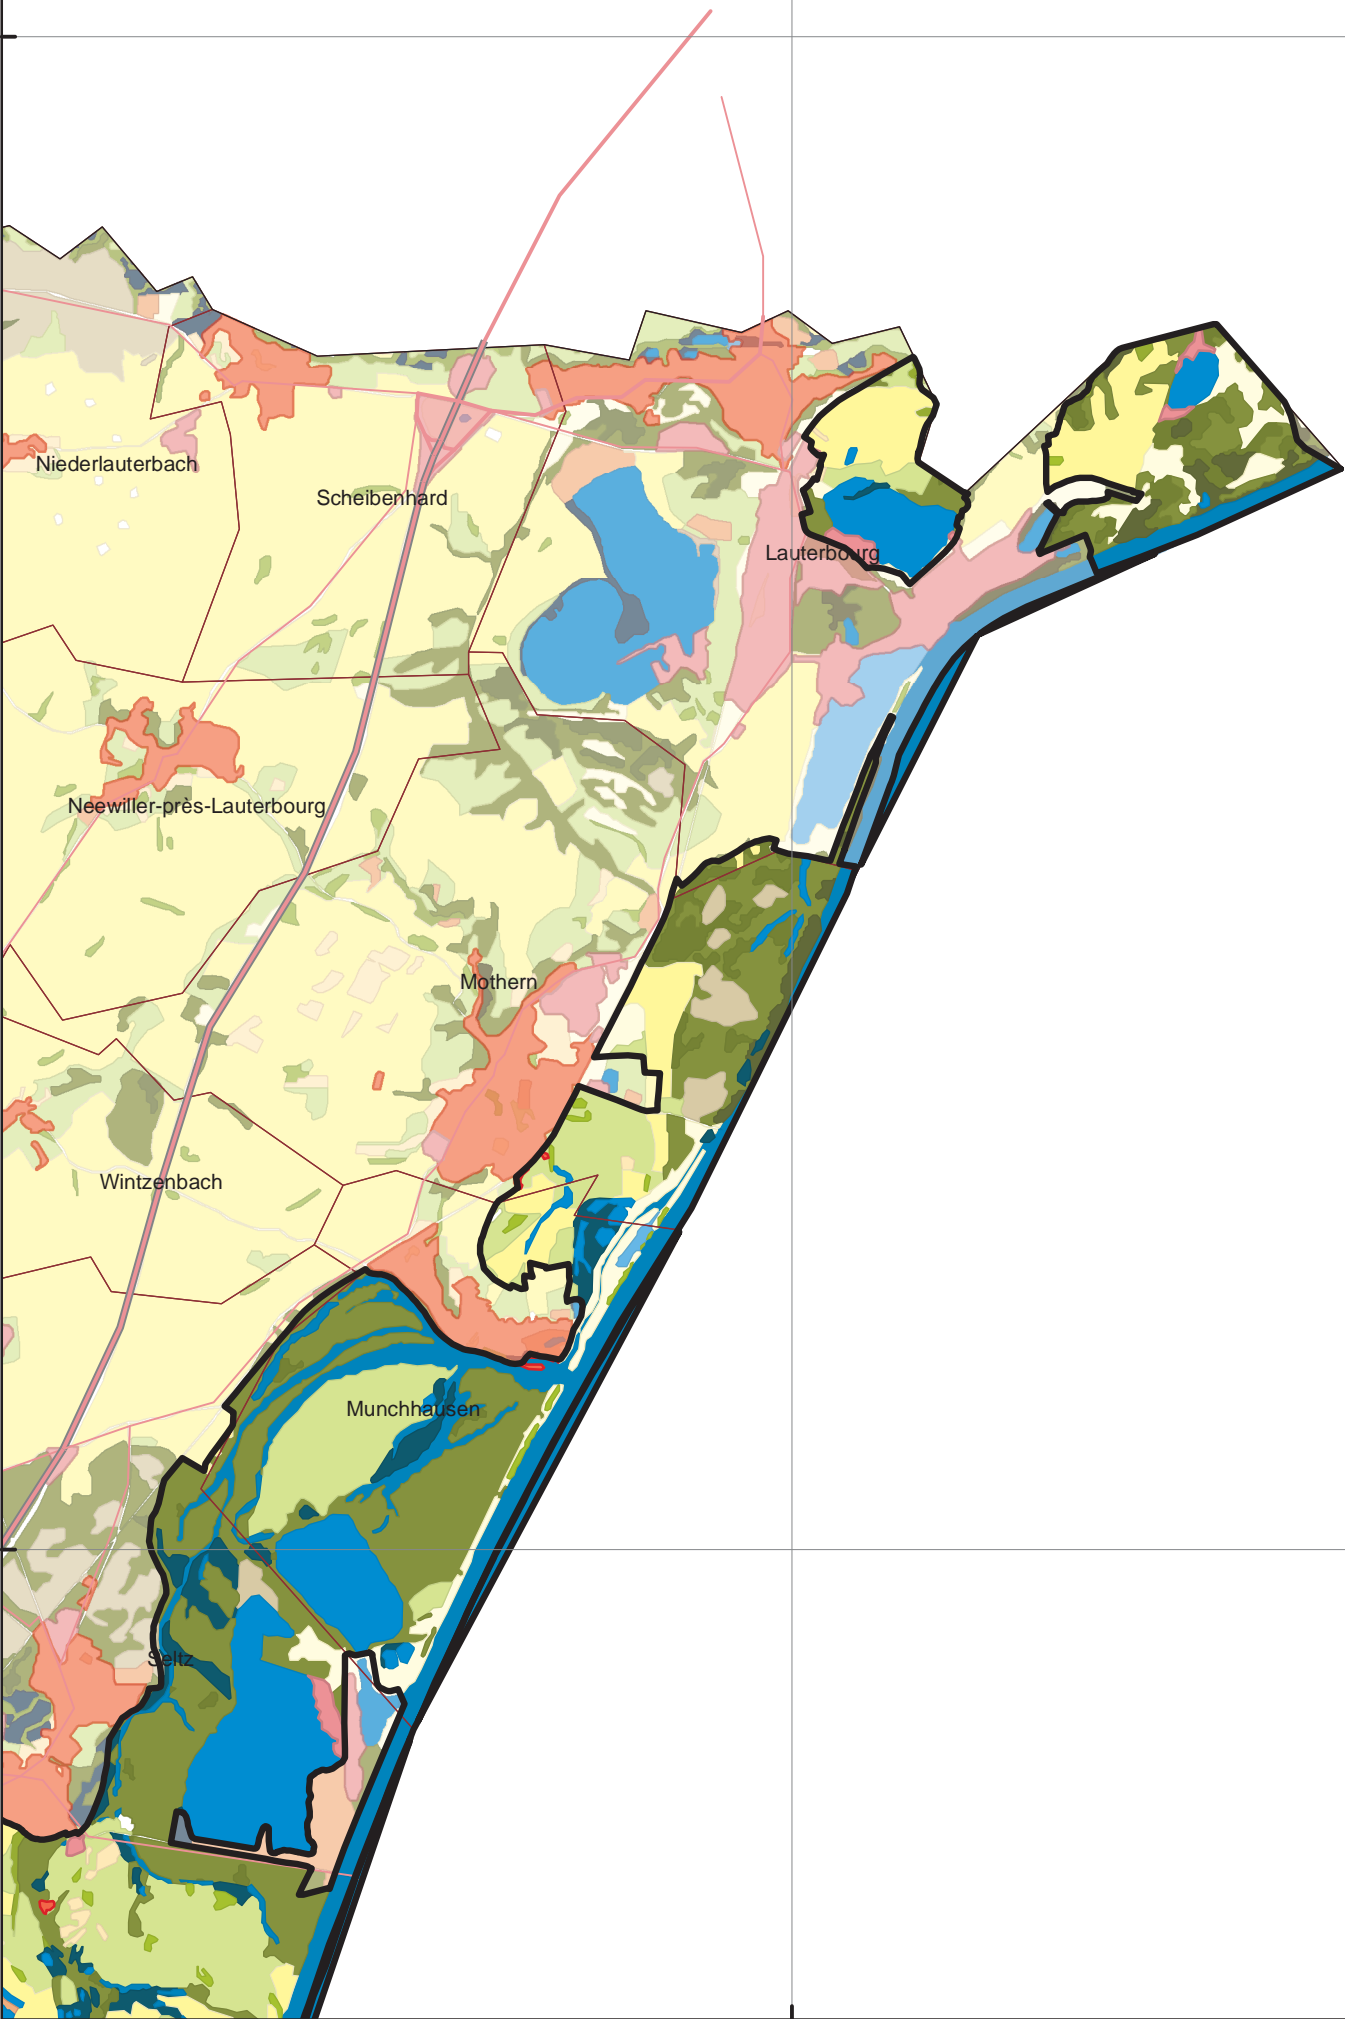 Niederlauterbach
Scheibenhard
Lauterbourg
Neewiller-près-Lauterbourg
Mothern
Wintzenbach
Munchhausen
Seltz